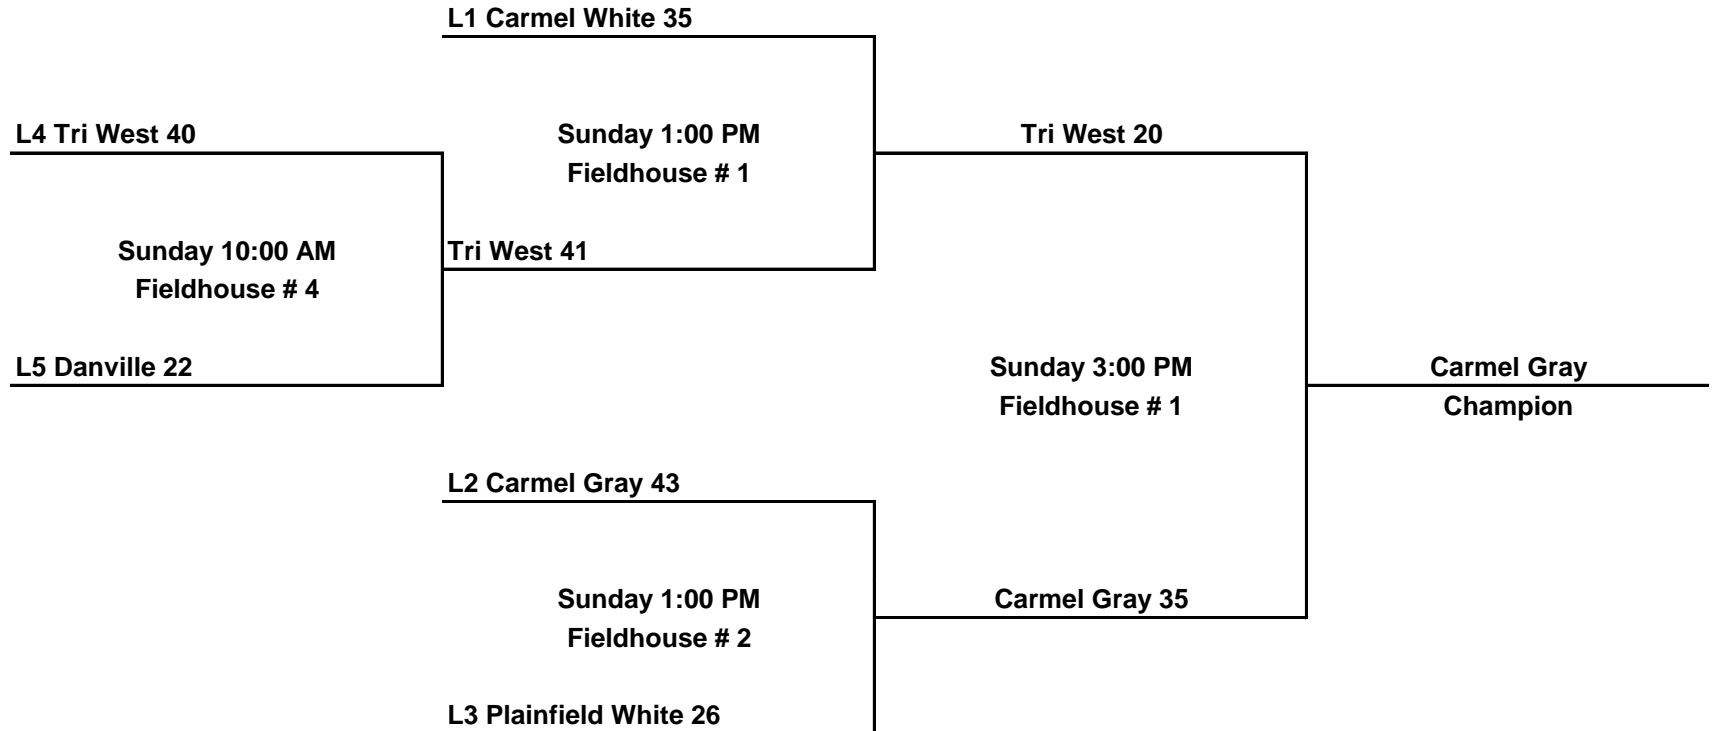 L1 Carmel White 35
L4 Tri West 40
Sunday 1:00 PM
Fieldhouse # 1
Tri West 20
Sunday 10:00 AM
Fieldhouse # 4
Tri West 41
L5 Danville 22
Sunday 3:00 PM
Fieldhouse # 1
Carmel Gray
Champion
L2 Carmel Gray 43
Sunday 1:00 PM
Fieldhouse # 2
Carmel Gray 35
L3 Plainfield White 26